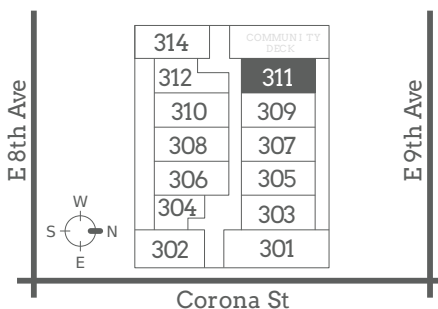 314
COMMUNITY
DECK
312
311
310
309
308
307
306
305
304
303
302
301
E 8th Ave
E 9th Ave
W
S
N
E
Corona St